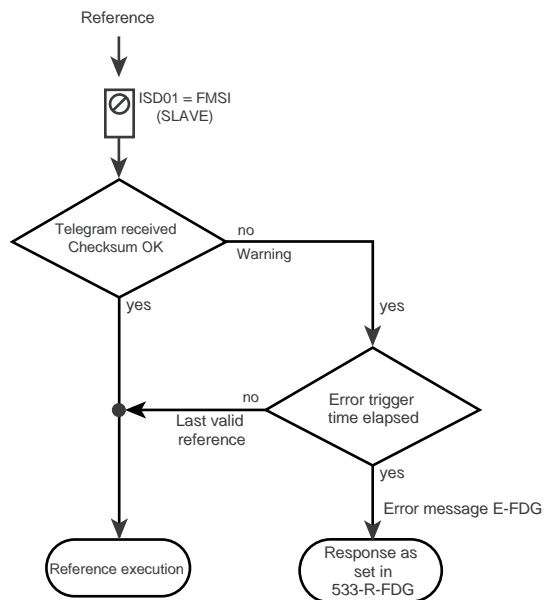 Reference
ISD01 = FMSI
(SLAVE)
Telegram received
Checksum OK
no
Warning
yes
yes
Error trigger
time elapsed
no
Last valid
reference
yes
Error message E-FDG
Reference execution
Response as
set in
533-R-FDG